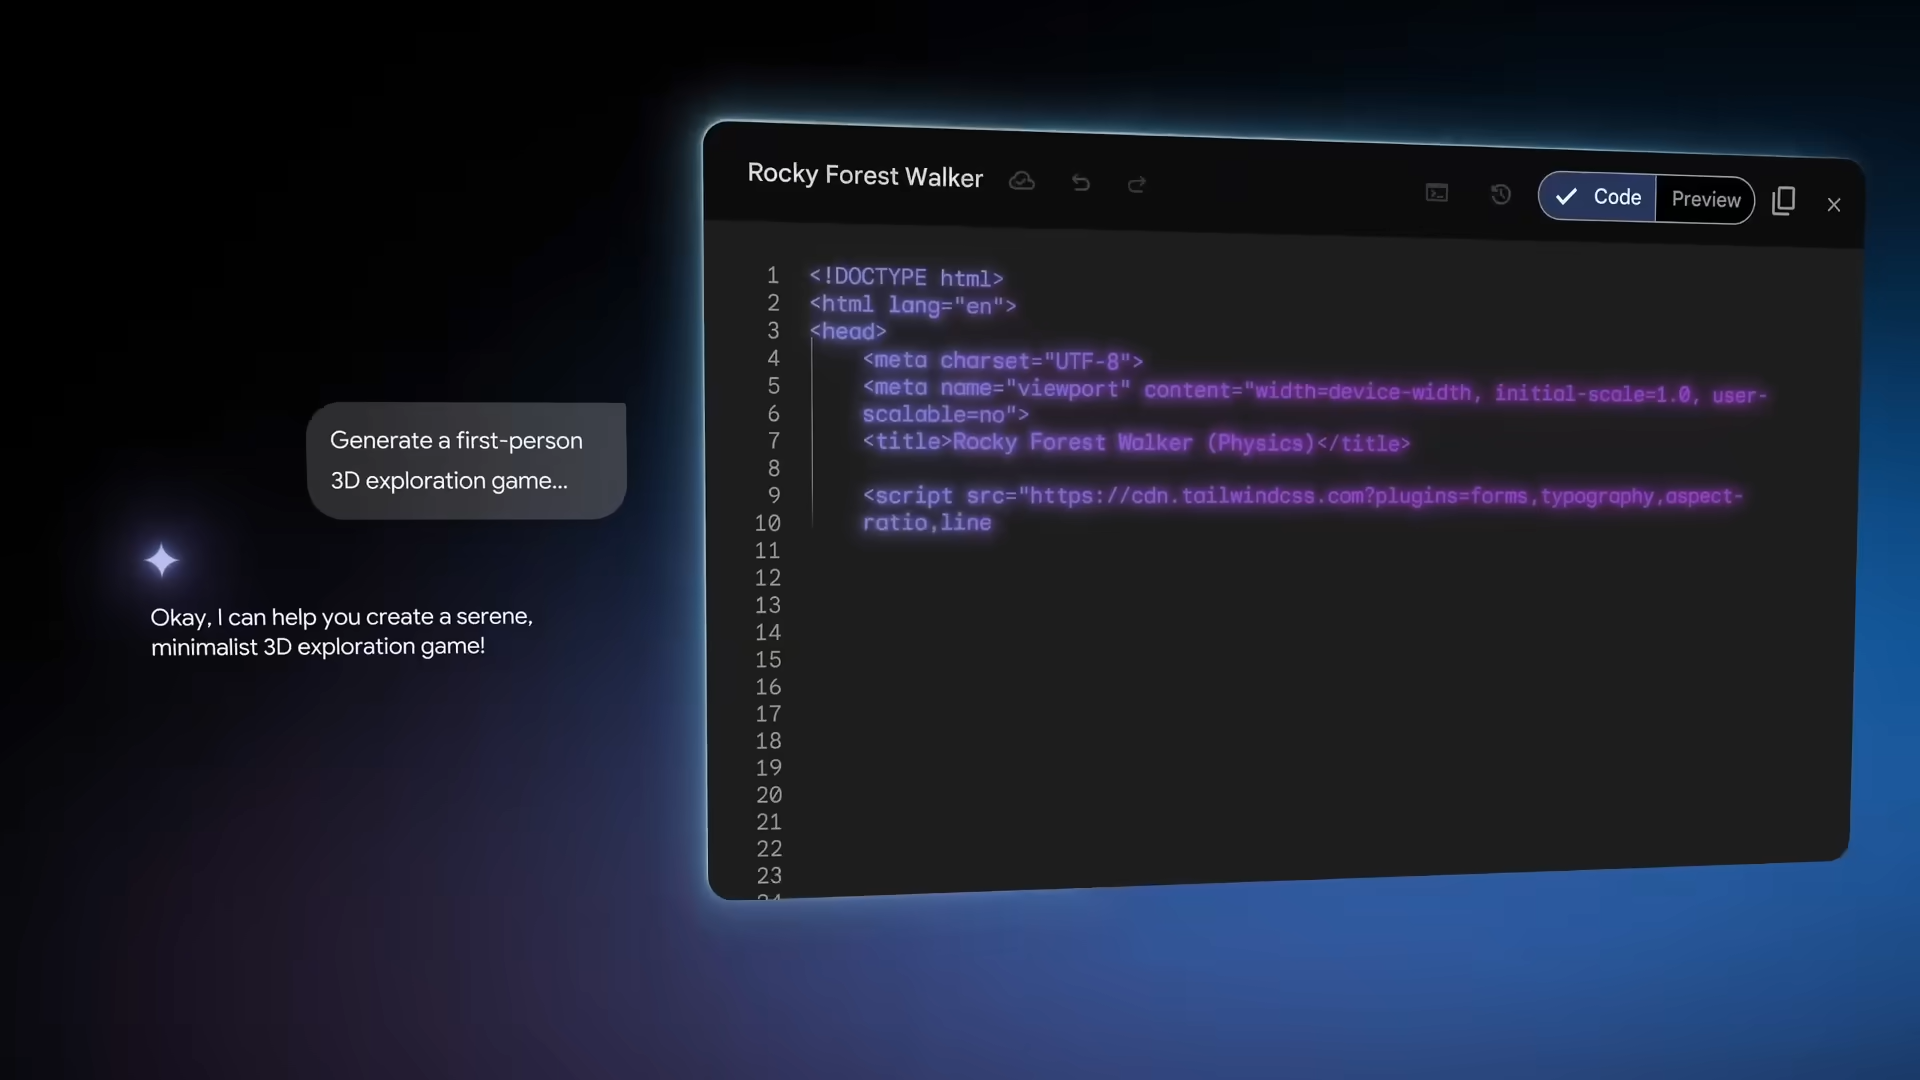 Rocky Forest Walker
Code
Preview
Generate a first-person
3D exploration game...
Okay, I can help you create a serene,
minimalist 3D exploration game!
1 <!DOCTYPE html>
2 <html lang="en">
3 <head>
4 <meta charset="UTF-8">
5 <meta name="viewport" content="width=device-width, initial-scale=1.0, user-
6 scalable=no">
7 <title>Rocky Forest Walker (Physics)</title>
8
9 <script src="https://cdn.tailwindcss.com?plugins=forms,typography,aspect-
10 ratio,line
11
12
13
14
15
16
17
18
19
20
21
22
23